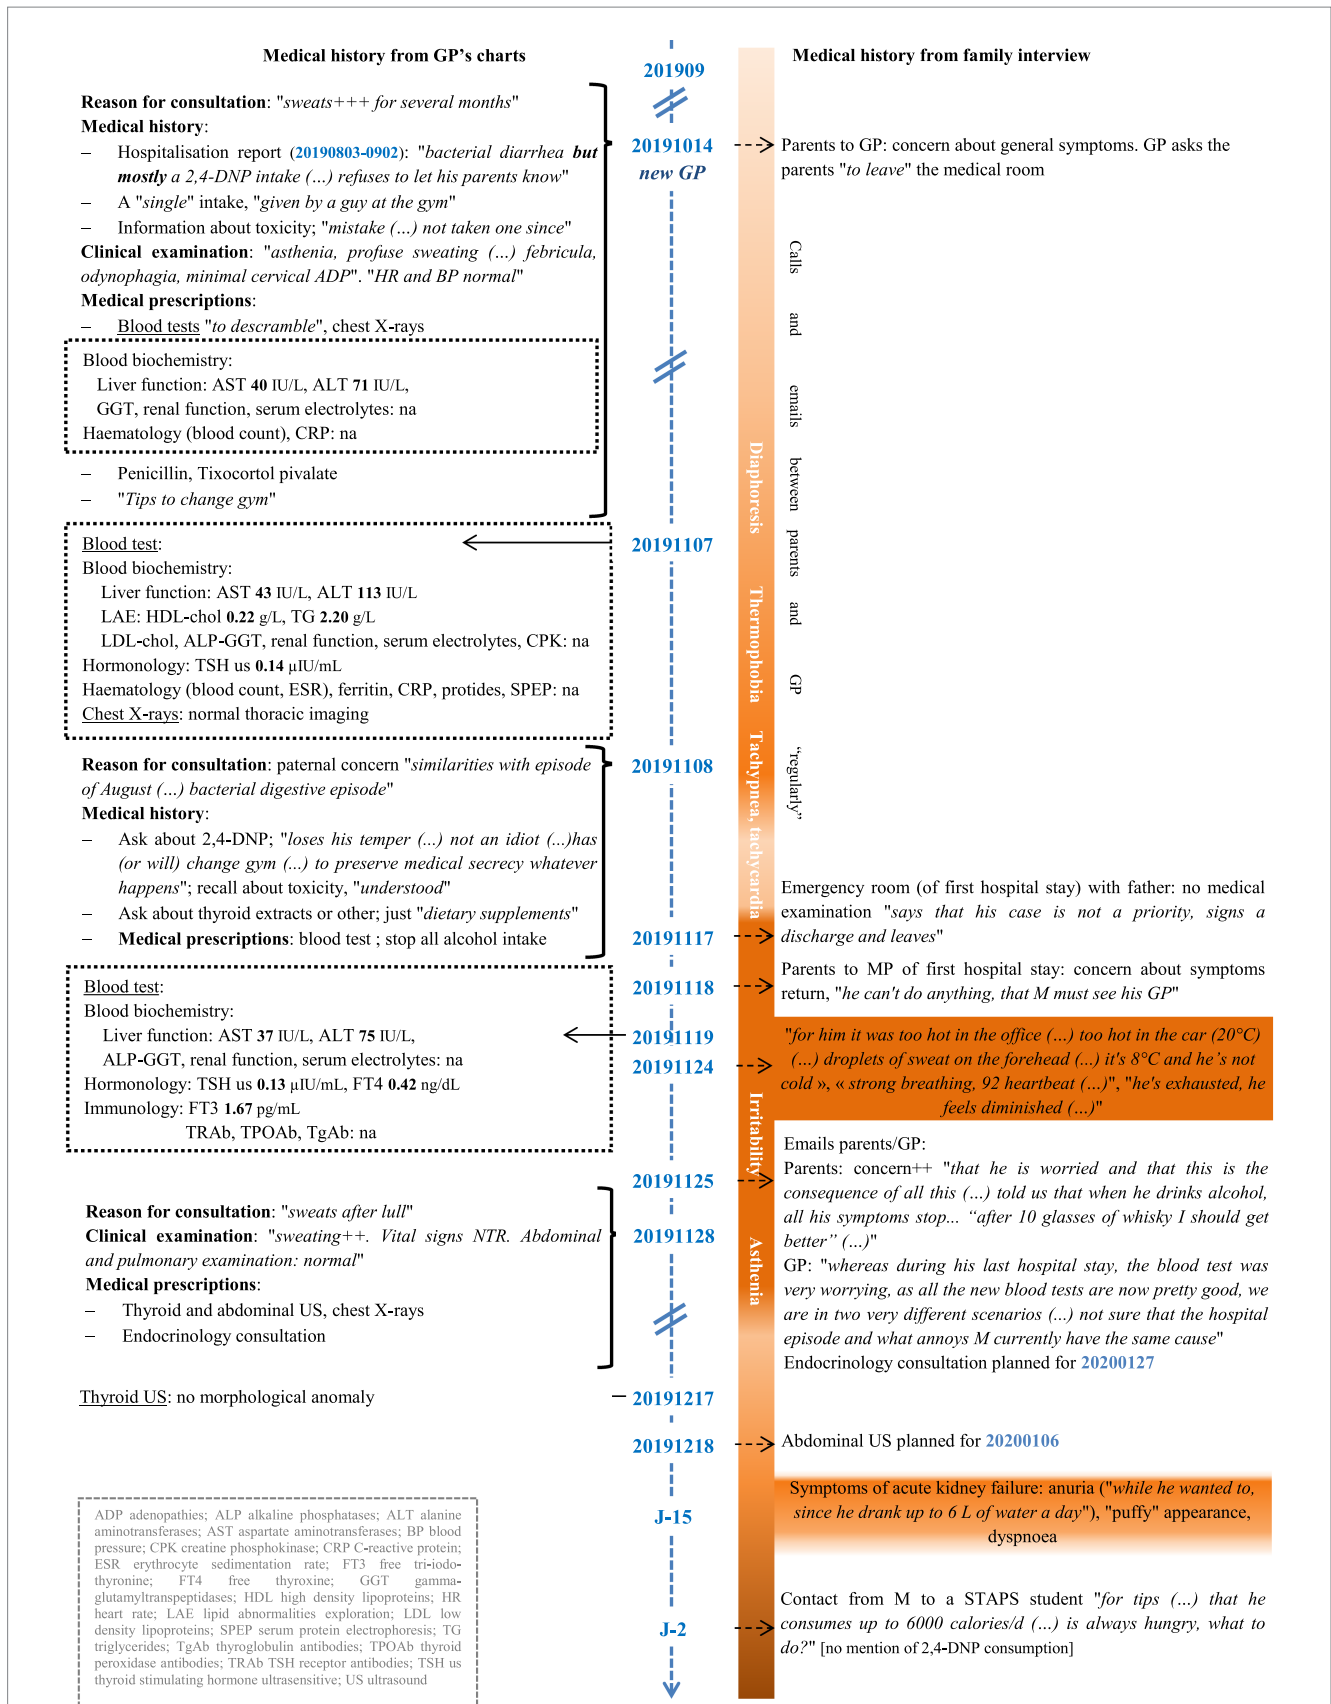 Medical history from GP's charts
Reason for consultation: "sweats+++ for several months"
Medical history:
– Hospitalisation report (20190803-0902): "bacterial diarrhea but
mostly a 2,4-DNP intake (...) refuses to let his parents know"
– A "single" intake, "given by a guy at the gym"
– Information about toxicity; "mistake (...) not taken one since"
Clinical examination: "asthenia, profuse sweating (...) febricula,
odynophagia, minimal cervical ADP". "HR and BP normal"
Medical prescriptions:
– Blood tests "to descramble", chest X-rays
Blood biochemistry:
Liver function: AST 40 IU/L, ALT 71 IU/L,
GGT, renal function, serum electrolytes: na
Haematology (blood count), CRP: na
– Penicillin, Tixocortol pivalate
– "Tips to change gym"
Blood test:
Blood biochemistry:
Liver function: AST 43 IU/L, ALT 113 IU/L
LAE: HDL-chol 0.22 g/L, TG 2.20 g/L
LDL-chol, ALP-GGT, renal function, serum electrolytes, CPK: na
Hormonology: TSH us 0.14 µIU/mL
Haematology (blood count, ESR), ferritin, CRP, protides, SPEP: na
Chest X-rays: normal thoracic imaging
Reason for consultation: paternal concern "similarities with episode
of August (...) bacterial digestive episode"
Medical history:
– Ask about 2,4-DNP; "loses his temper (...) not an idiot (...)has
(or will) change gym (...) to preserve medical secrecy whatever
happens"; recall about toxicity, "understood"
– Ask about thyroid extracts or other; just "dietary supplements"
– Medical prescriptions: blood test ; stop all alcohol intake
Blood test:
Blood biochemistry:
Liver function: AST 37 IU/L, ALT 75 IU/L,
ALP-GGT, renal function, serum electrolytes: na
Hormonology: TSH us 0.13 µIU/mL, FT4 0.42 ng/dL
Immunology: FT3 1.67 pg/mL
TRAb, TPOAb, TgAb: na
Reason for consultation: "sweats after lull"
Clinical examination: "sweating++. Vital signs NTR. Abdominal
and pulmonary examination: normal"
Medical prescriptions:
– Thyroid and abdominal US, chest X-rays
– Endocrinology consultation
Thyroid US: no morphological anomaly
ADP adenopathies; ALP alkaline phosphatases; ALT alanine
aminotransferases; AST aspartate aminotransferases; BP blood
pressure; CPK creatine phosphokinase; CRP C-reactive protein;
ESR erythrocyte sedimentation rate; FT3 free tri-iodo-
thyronine; FT4 free thyroxine; GGT gamma-
glutamyltranspeptidases; HDL high density lipoproteins; HR
heart rate; LAE lipid abnormalities exploration; LDL low
density lipoproteins; SPEP serum protein electrophoresis; TG
triglycerides; TgAb thyroglobulin antibodies; TPOAb thyroid
peroxidase antibodies; TRAb TSH receptor antibodies; TSH us
thyroid stimulating hormone ultrasensitive; US ultrasound
201909
20191014
new GP
20191107
20191108
20191117
20191118
20191119
20191124
20191125
20191128
20191217
20191218
J-15
J-2
Diaphoresis
Thermophobia
Tachypnea, tachycardia
Irritability
Asthenia
Medical history from family interview
Parents to GP: concern about general symptoms. GP asks the
parents "to leave" the medical room
Calls and emails between parents and GP “regularly”
Emergency room (of first hospital stay) with father: no medical
examination "says that his case is not a priority, signs a
discharge and leaves"
Parents to MP of first hospital stay: concern about symptoms
return, "he can't do anything, that M must see his GP"
"for him it was too hot in the office (...) too hot in the car (20°C)
(...) droplets of sweat on the forehead (...) it's 8°C and he’s not
cold », « strong breathing, 92 heartbeat (...)", "he's exhausted, he
feels diminished (...)"
Emails parents/GP:
Parents: concern++ "that he is worried and that this is the
consequence of all this (...) told us that when he drinks alcohol,
all his symptoms stop... “after 10 glasses of whisky I should get
better” (...)"
GP: "whereas during his last hospital stay, the blood test was
very worrying, as all the new blood tests are now pretty good, we
are in two very different scenarios (...) not sure that the hospital
episode and what annoys M currently have the same cause"
Endocrinology consultation planned for 20200127
Abdominal US planned for 20200106
Symptoms of acute kidney failure: anuria ("while he wanted to,
since he drank up to 6 L of water a day"), "puffy" appearance,
dyspnoea
Contact from M to a STAPS student "for tips (...) that he
consumes up to 6000 calories/d (...) is always hungry, what to
do?" [no mention of 2,4-DNP consumption]